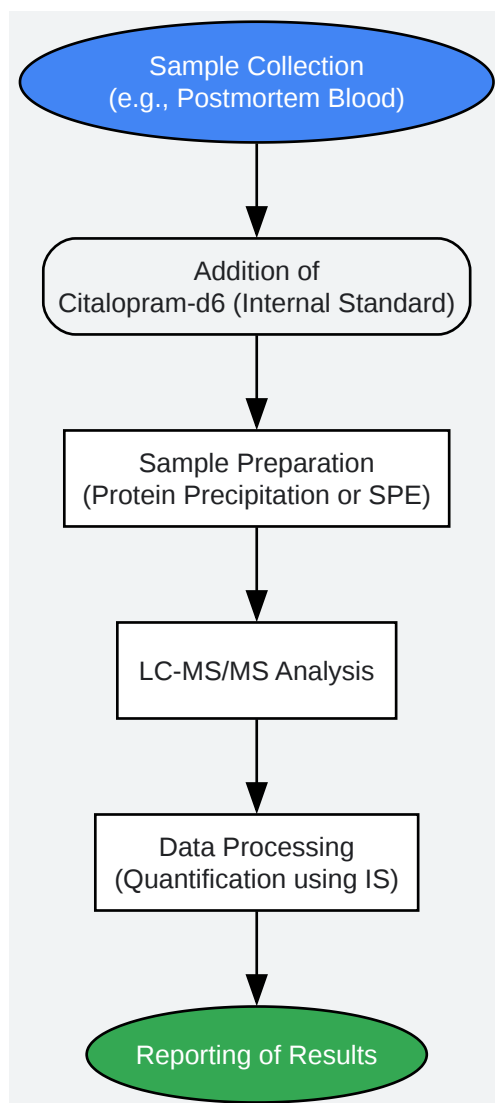 Sample Collection
(e.g., Postmortem Blood)
Addition of
Citalopram-d6 (Internal Standard)
Sample Preparation
(Protein Precipitation or SPE)
LC-MS/MS Analysis
Data Processing
(Quantification using IS)
Reporting of Results